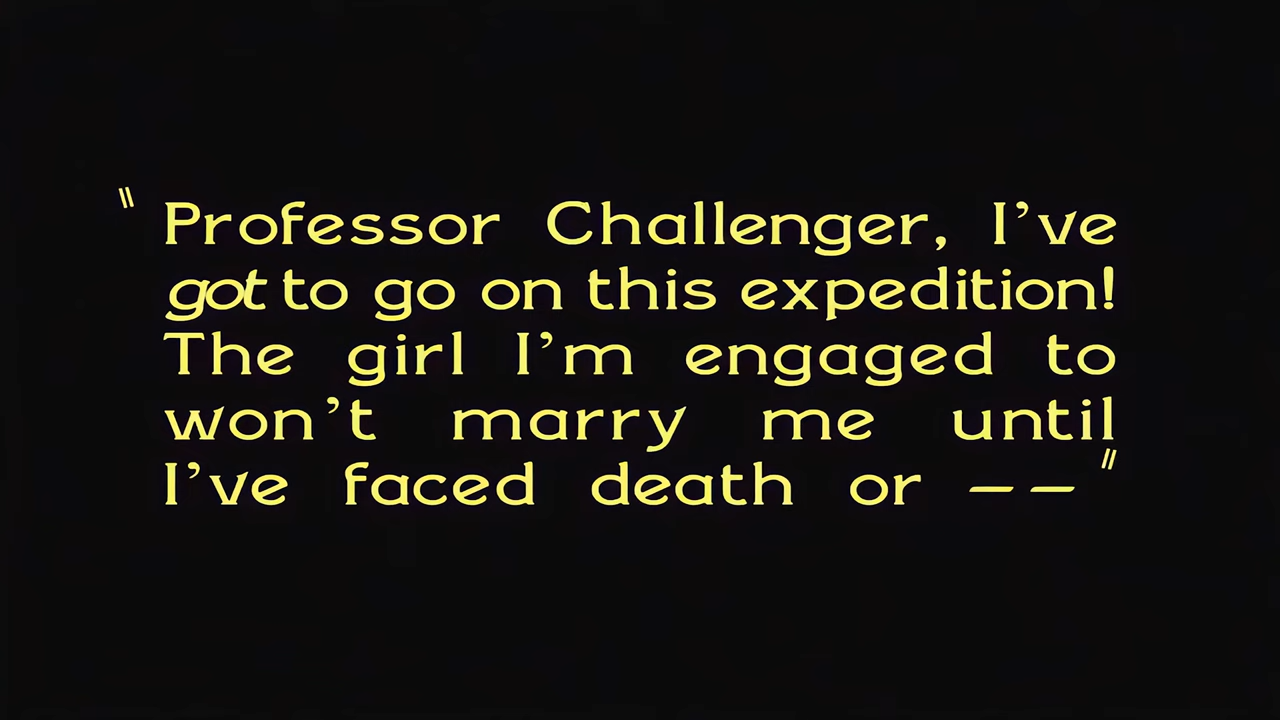 "Professor Challenger, I've
got to go on this expedition!
The girl I'm engaged to
won't marry me until
I've faced death or — —"